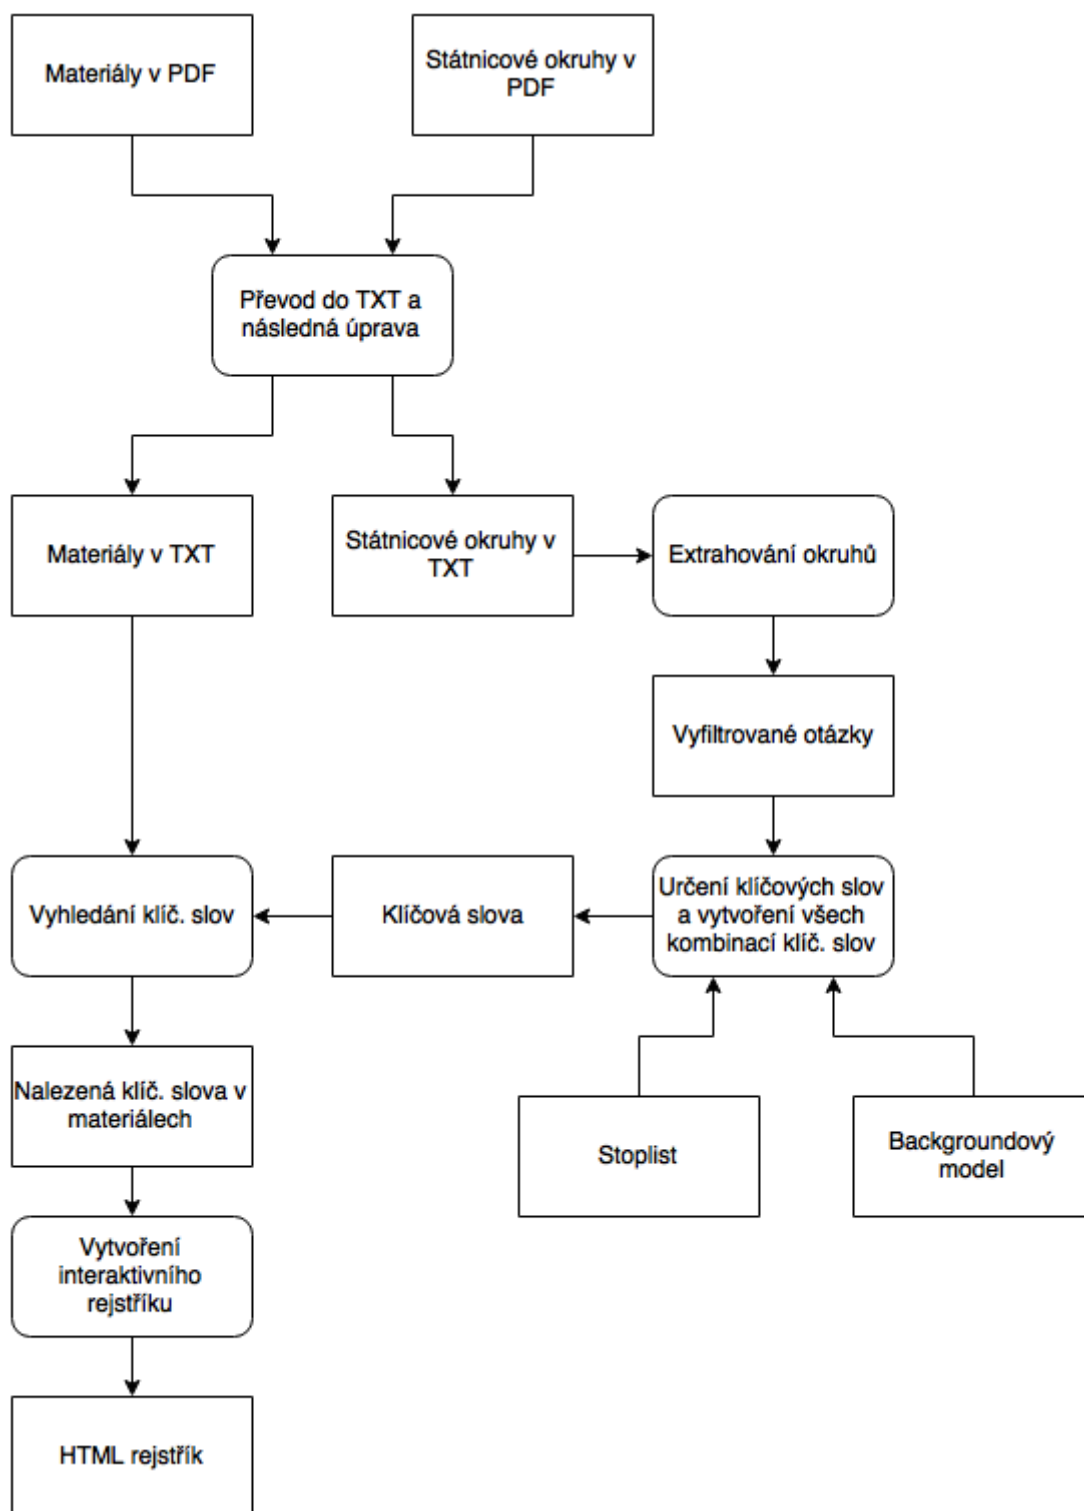 Materiály v PDF
Státnicové okruhy v
PDF
Převod do TXT a
následná úprava
Materiály v TXT
Státnicové okruhy v
TXT
Extrahování okruhů
Vyfiltrované otázky
Vyhledání klíč. slov
Klíčová slova
Určení klíčových slov
a vytvoření všech
kombinací klíč. slov
Nalezená klíč. slova v
materiálech
Stoplist
Backgroundový
model
Vytvoření
interaktivního
rejstříku
HTML rejstřík